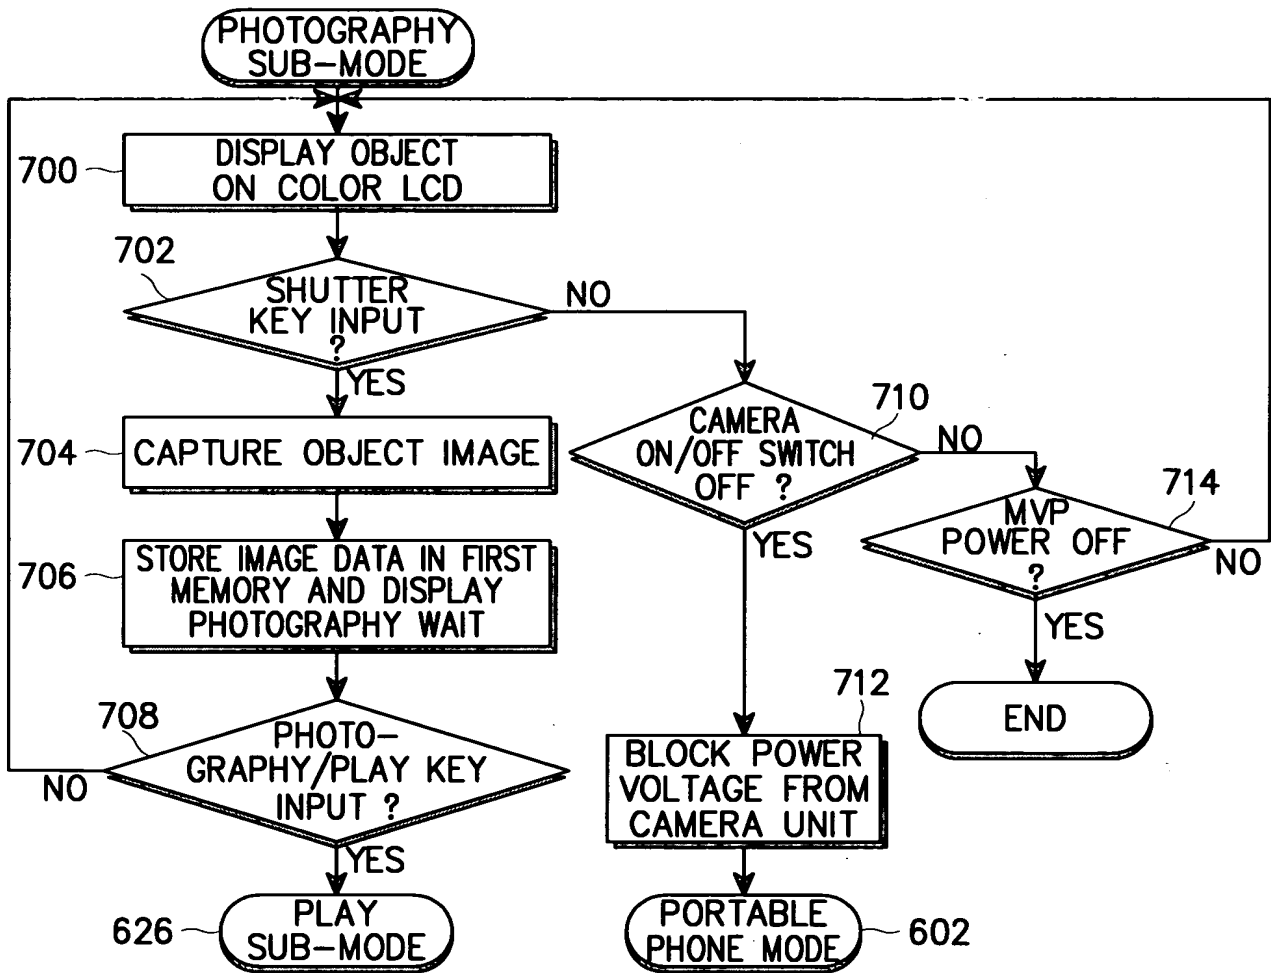 PHOTOGRAPHY
SUB-MODE
700
DISPLAY OBJECT
ON COLOR LCD
702
SHUTTER
KEY INPUT
?
NO
YES
704
CAPTURE OBJECT IMAGE
710
CAMERA
ON/OFF SWITCH
OFF ?
NO
YES
714
MVP
POWER OFF
?
NO
YES
END
706
STORE IMAGE DATA IN FIRST
MEMORY AND DISPLAY
PHOTOGRAPHY WAIT
708
PHOTO-
GRAPHY/PLAY KEY
INPUT ?
NO
YES
712
BLOCK POWER
VOLTAGE FROM
CAMERA UNIT
626
PLAY
SUB-MODE
PORTABLE
PHONE MODE
602